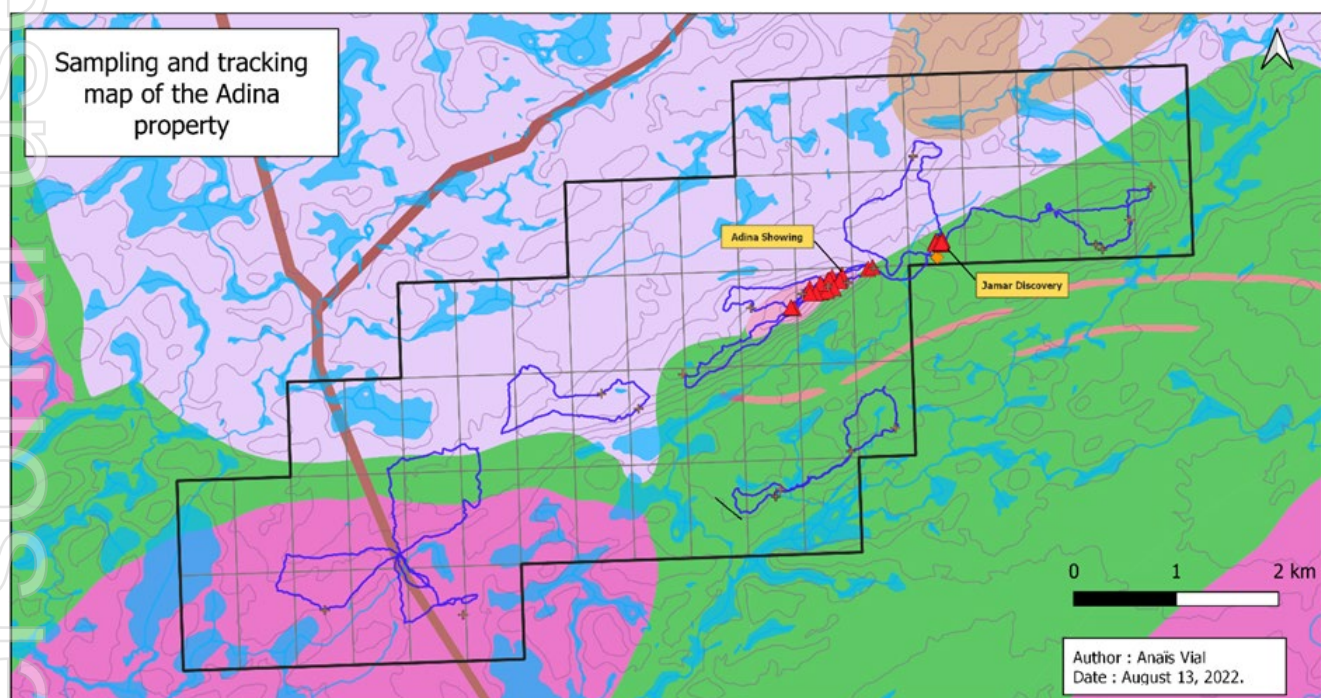 Sampling and tracking
map of the Adina
property
Adina Showing
Jamar Discovery
0 1 2 km
Author : Anaïs Vial
Date : August 13, 2022.